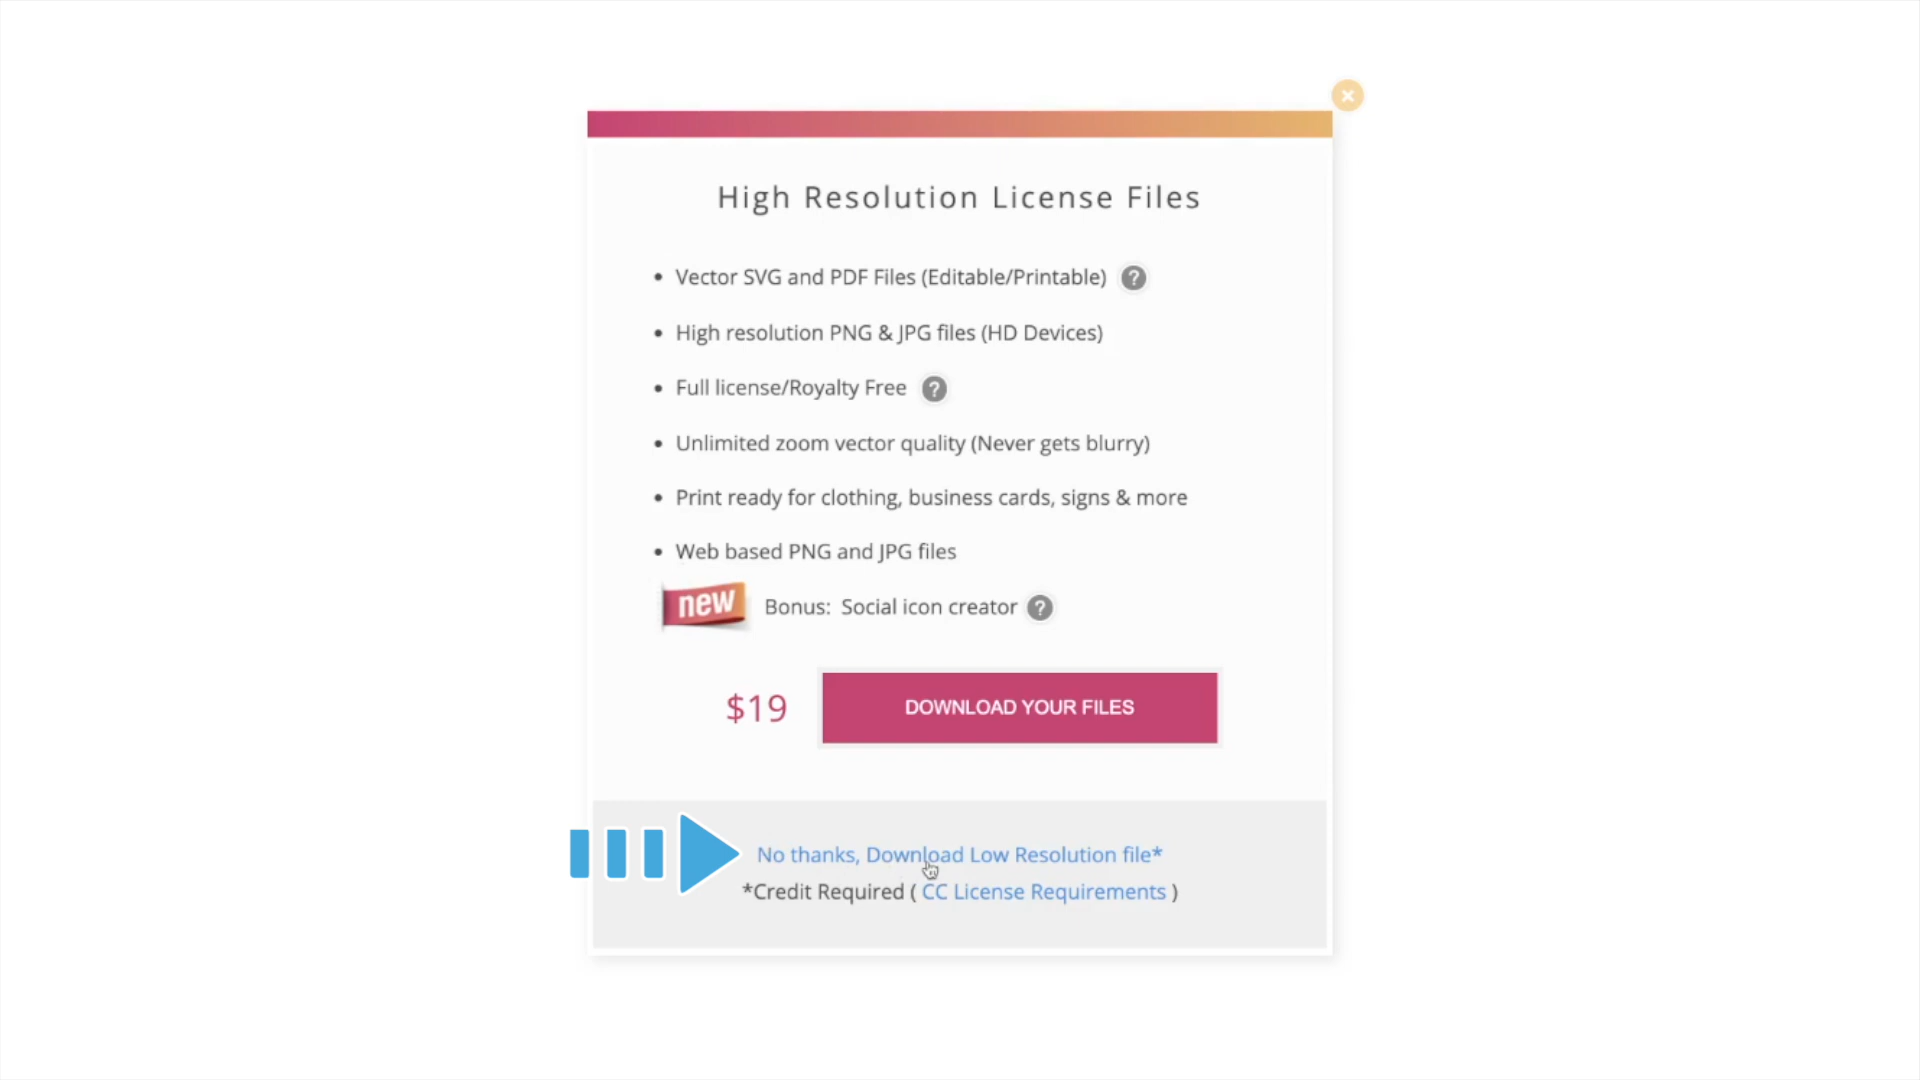 High Resolution License Files
Vector SVG and PDF Files (Editable/Printable) ?
High resolution PNG & JPG files (HD Devices)
Full license/Royalty Free ?
Unlimited zoom vector quality (Never gets blurry)
Print ready for clothing, business cards, signs & more
Web based PNG and JPG files
new Bonus: Social icon creator ?
$19 DOWNLOAD YOUR FILES
No thanks, Download Low Resolution file*
*Credit Required ( CC License Requirements )